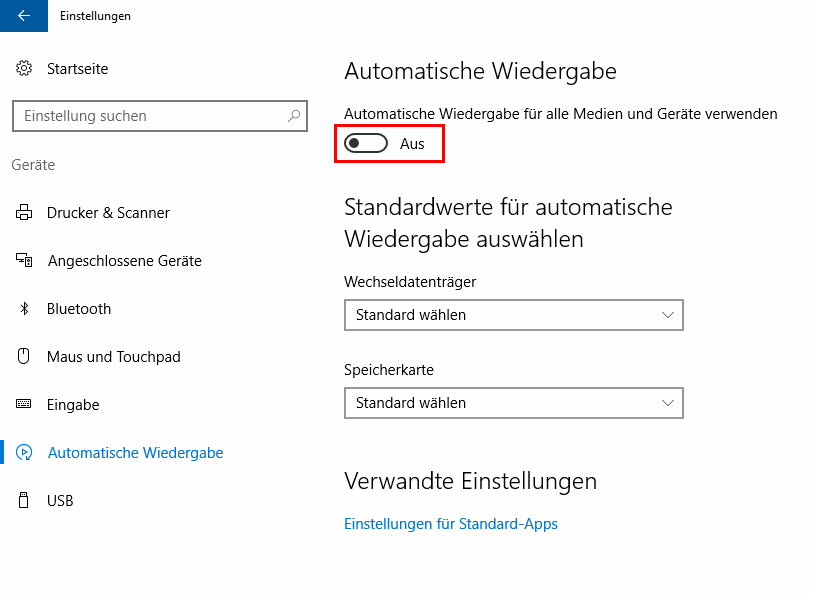 Einstellungen
Startseite
Einstellung suchen
Geräte
Drucker & Scanner
Angeschlossene Geräte
Bluetooth
Maus und Touchpad
Eingabe
Automatische Wiedergabe
USB
Automatische Wiedergabe
Automatische Wiedergabe für alle Medien und Geräte verwenden
Aus
Standardwerte für automatische
Wiedergabe auswählen
Wechseldatenträger
Standard wählen
Speicherkarte
Standard wählen
Verwandte Einstellungen
Einstellungen für Standard-Apps